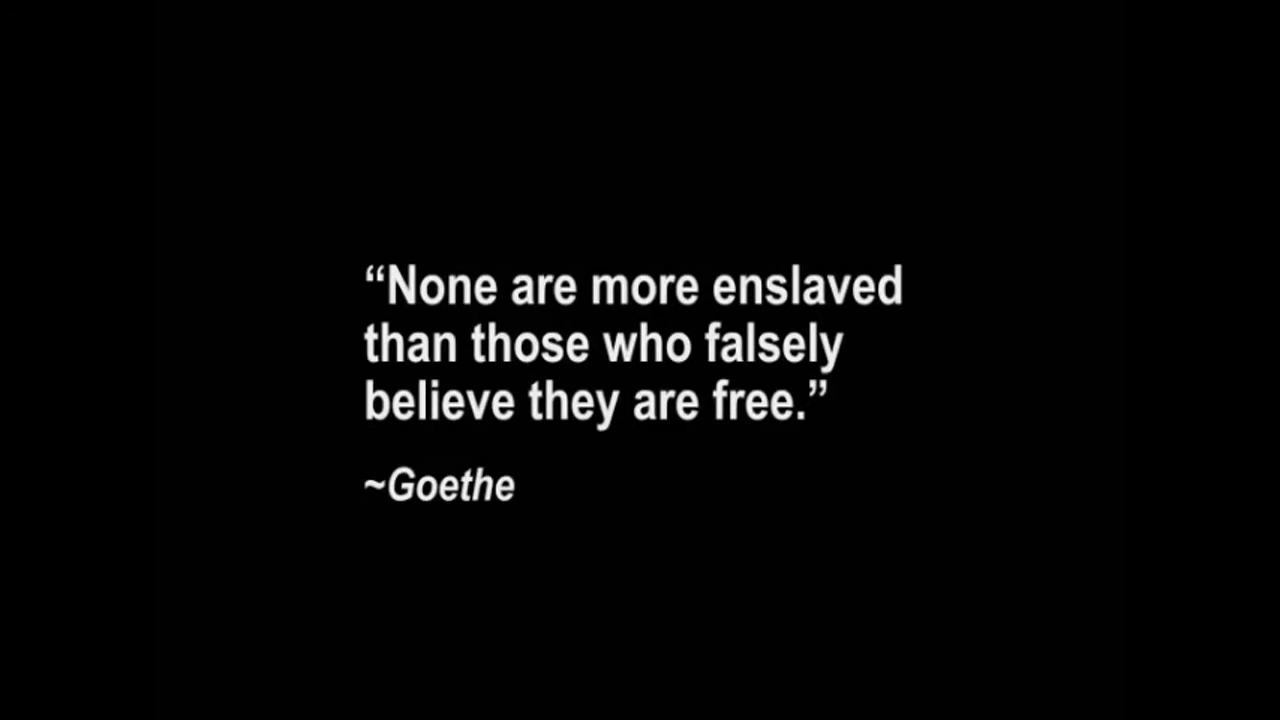 “None are more enslaved
than those who falsely
believe they are free.”
~Goethe